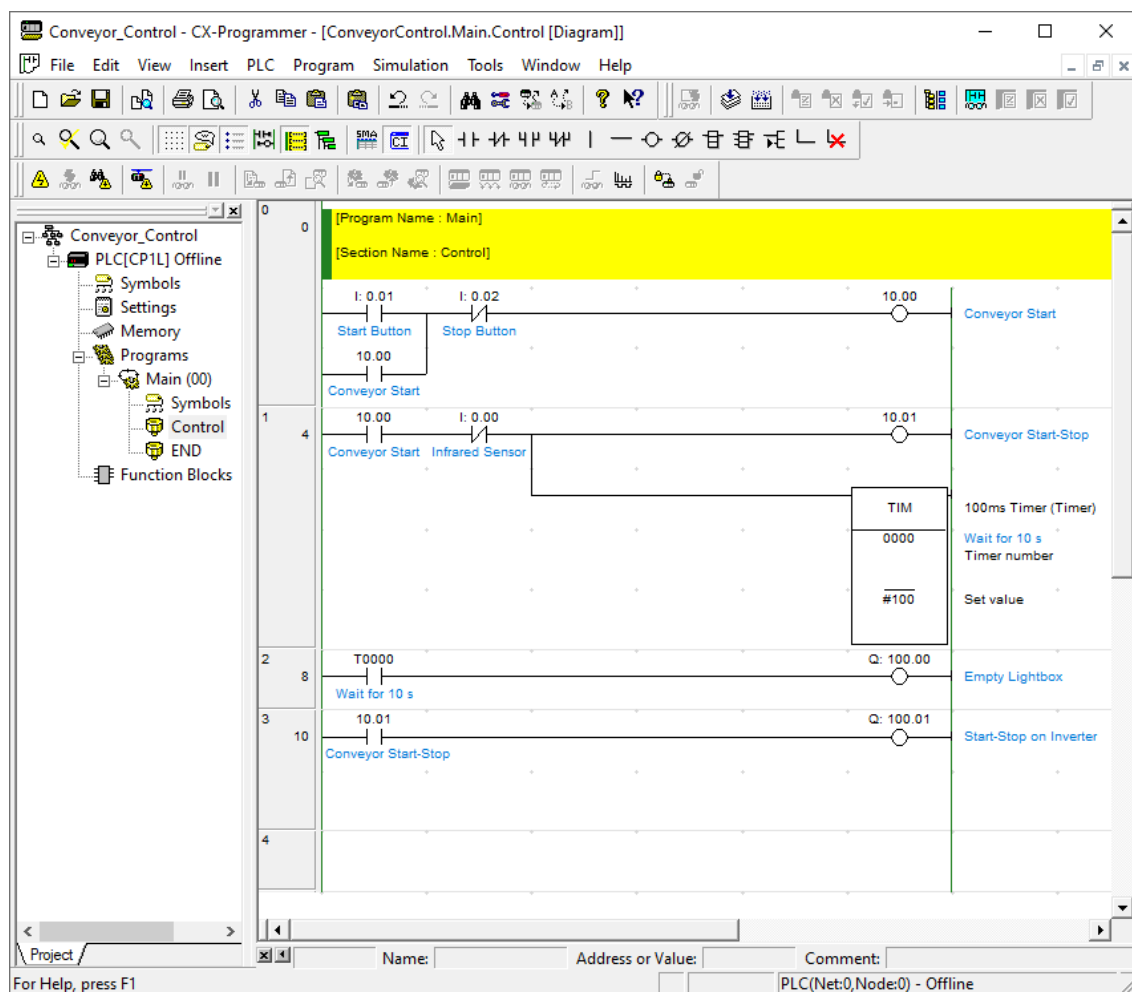 Conveyor_Control - CX-Programmer - [ConveyorControl.Main.Control [Diagram]]
File Edit View Insert PLC Program Simulation Tools Window Help
SMA
CI
Conveyor_Control
PLC[CP1L] Offline
Symbols
Settings
Memory
Programs
Main (00)
Symbols
Control
END
Function Blocks
Project
0
0
[Program Name : Main]
[Section Name : Control]
I: 0.01 I: 0.02 10.00
Conveyor Start
Start Button Stop Button
10.00
Conveyor Start
1
4
10.00 I: 0.00 10.01
Conveyor Start-Stop
Conveyor Start Infrared Sensor
TIM 100ms Timer (Timer)
0000 Wait for 10 s
Timer number
#100 Set value
2
8
T0000 Q: 100.00
Empty Lightbox
Wait for 10 s
3
10
10.01 Q: 100.01
Start-Stop on Inverter
Conveyor Start-Stop
4
Name: Address or Value: Comment:
For Help, press F1 PLC(Net:0,Node:0) - Offline